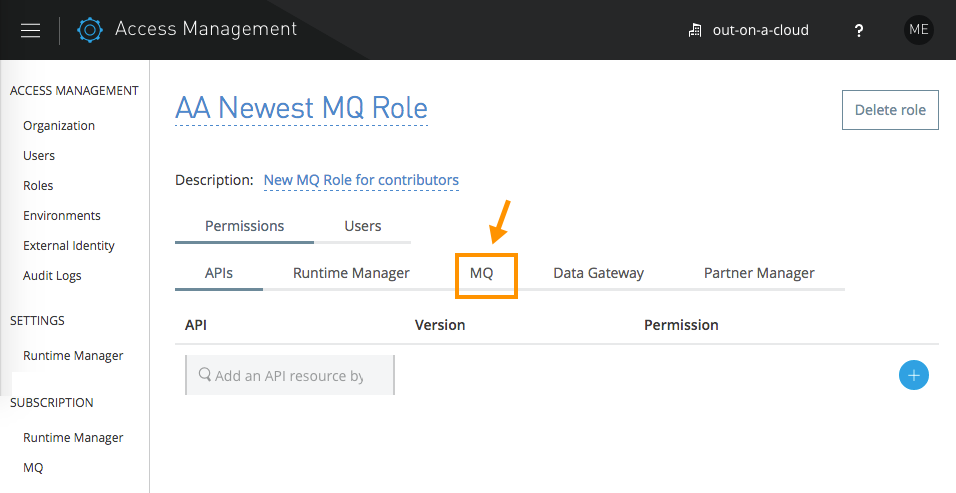 Access Management
out-on-a-cloud
?
ME
ACCESS MANAGEMENT
Organization
Users
Roles
Environments
External Identity
Audit Logs
SETTINGS
Runtime Manager
SUBSCRIPTION
Runtime Manager
MQ
AA Newest MQ Role
Delete role
Description: New MQ Role for contributors
Permissions Users
APIs Runtime Manager MQ Data Gateway Partner Manager
API Version Permission
Add an API resource by